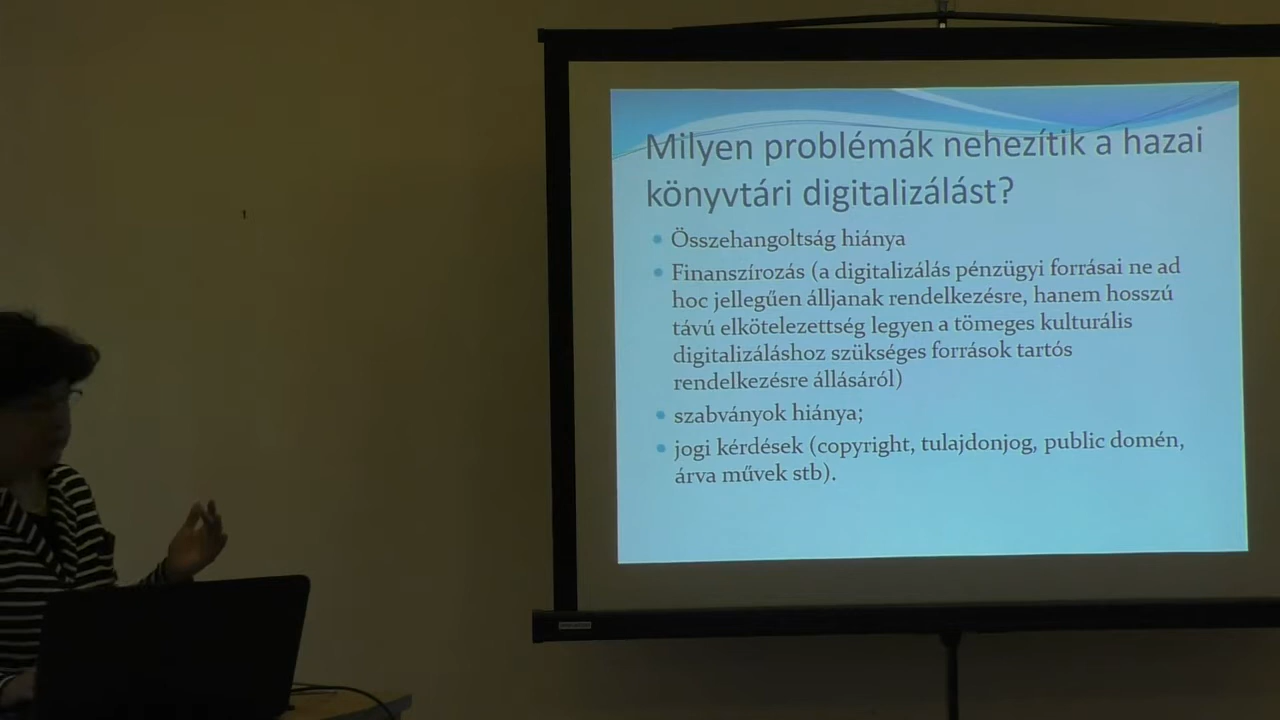 Milyen problémák nehezítik a hazai
könyvtári digitalizálást?
Összehangoltság hiánya
Finanszírozás (a digitalizálás pénzügyi forrásai ne ad
hoc jellegűen álljanak rendelkezésre, hanem hosszú
távú elkötelezettség legyen a tömeges kulturális
digitalizáláshoz szükséges források tartós
rendelkezésre állásáról)
szabványok hiánya;
jogi kérdések (copyright, tulajdonjog, public domén,
árva művek stb).